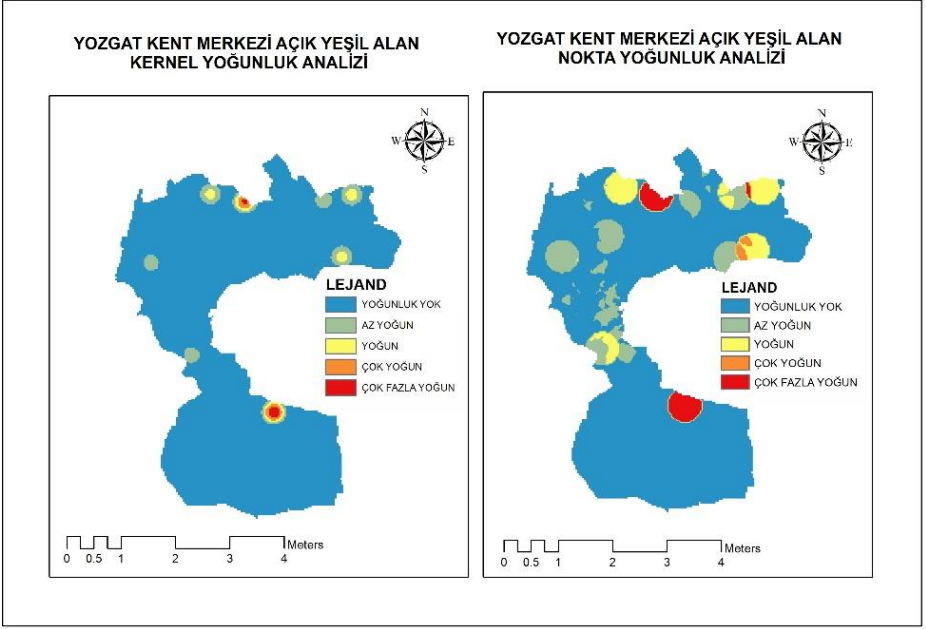 YOZGAT KENT MERKEZİ AÇIK YEŞİL ALAN
KERNEL YOĞUNLUK ANALİZİ
N
W E
S
LEJAND
YOĞUNLUK YOK
AZ YOĞUN
YOĞUN
ÇOK YOĞUN
ÇOK FAZLA YOĞUN
Meters
0 0.5 1 2 3 4
YOZGAT KENT MERKEZİ AÇIK YEŞİL ALAN
NOKTA YOĞUNLUK ANALİZİ
N
W E
S
LEJAND
YOĞUNLUK YOK
AZ YOĞUN
YOĞUN
ÇOK YOĞUN
ÇOK FAZLA YOĞUN
Meters
0 0.5 1 2 3 4